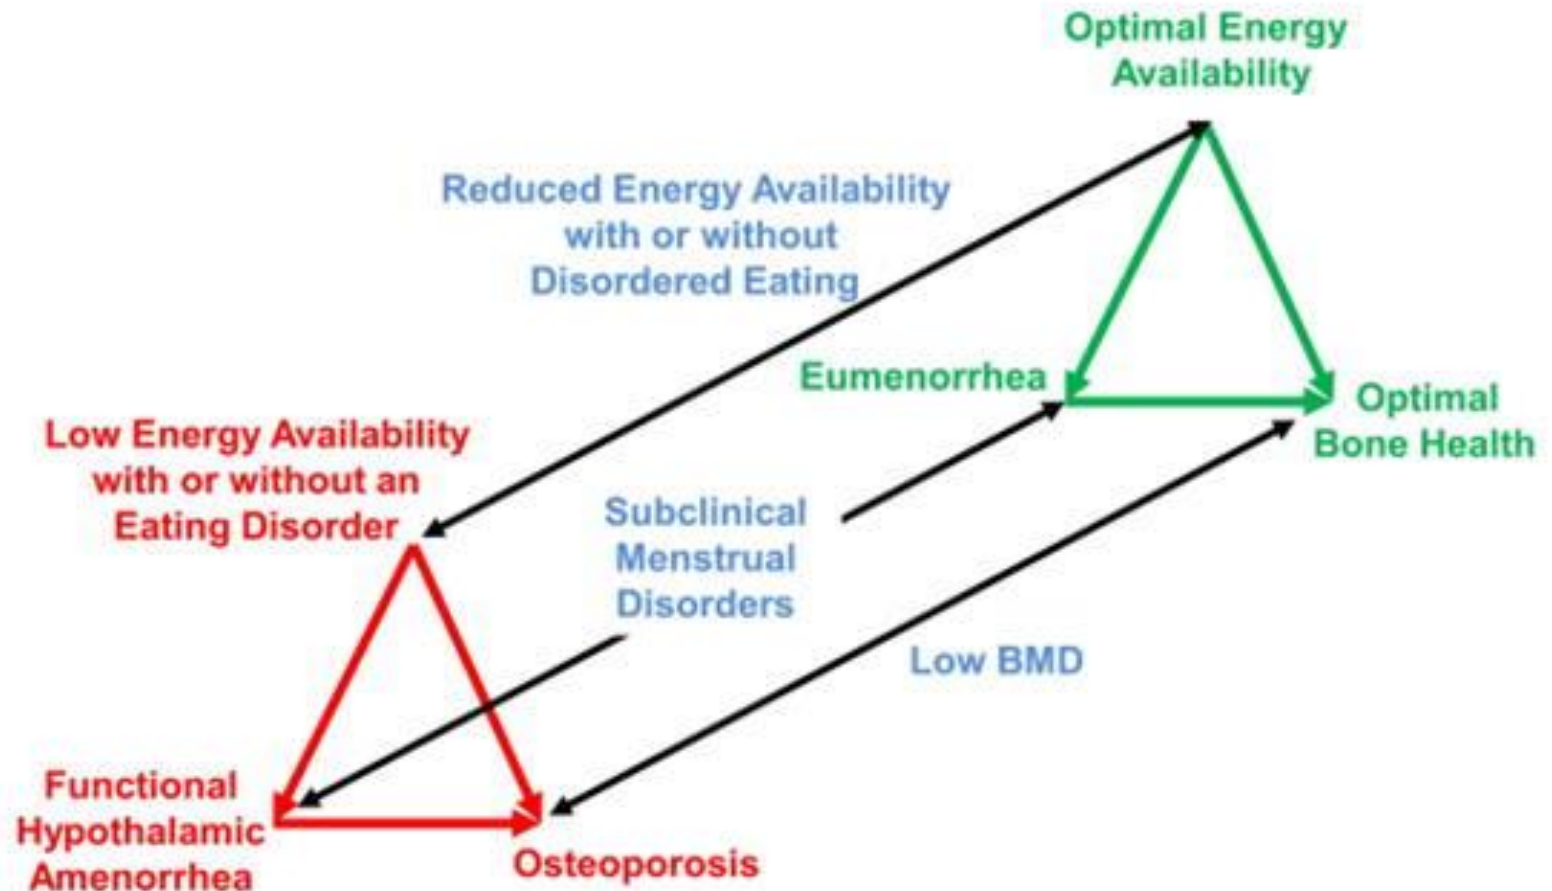 Optimal Energy
Availability
Reduced Energy Availability
with or without
Disordered Eating
Eumenorrhea
Optimal
Bone Health
Low Energy Availability
with or without an
Eating Disorder
Subclinical
Menstrual
Disorders
Low BMD
Functional
Hypothalamic
Amenorrhea
Osteoporosis